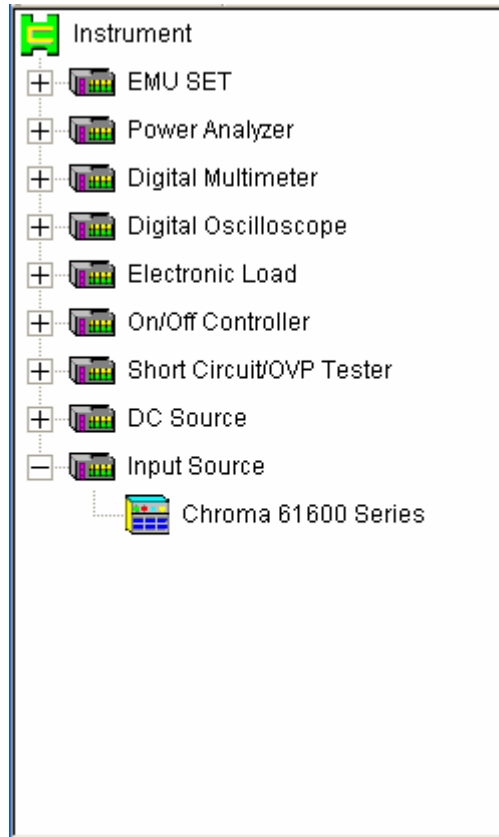 Instrument
EMU SET
Power Analyzer
Digital Multimeter
Digital Oscilloscope
Electronic Load
On/Off Controller
Short Circuit/OVP Tester
DC Source
Input Source
Chroma 61600 Series